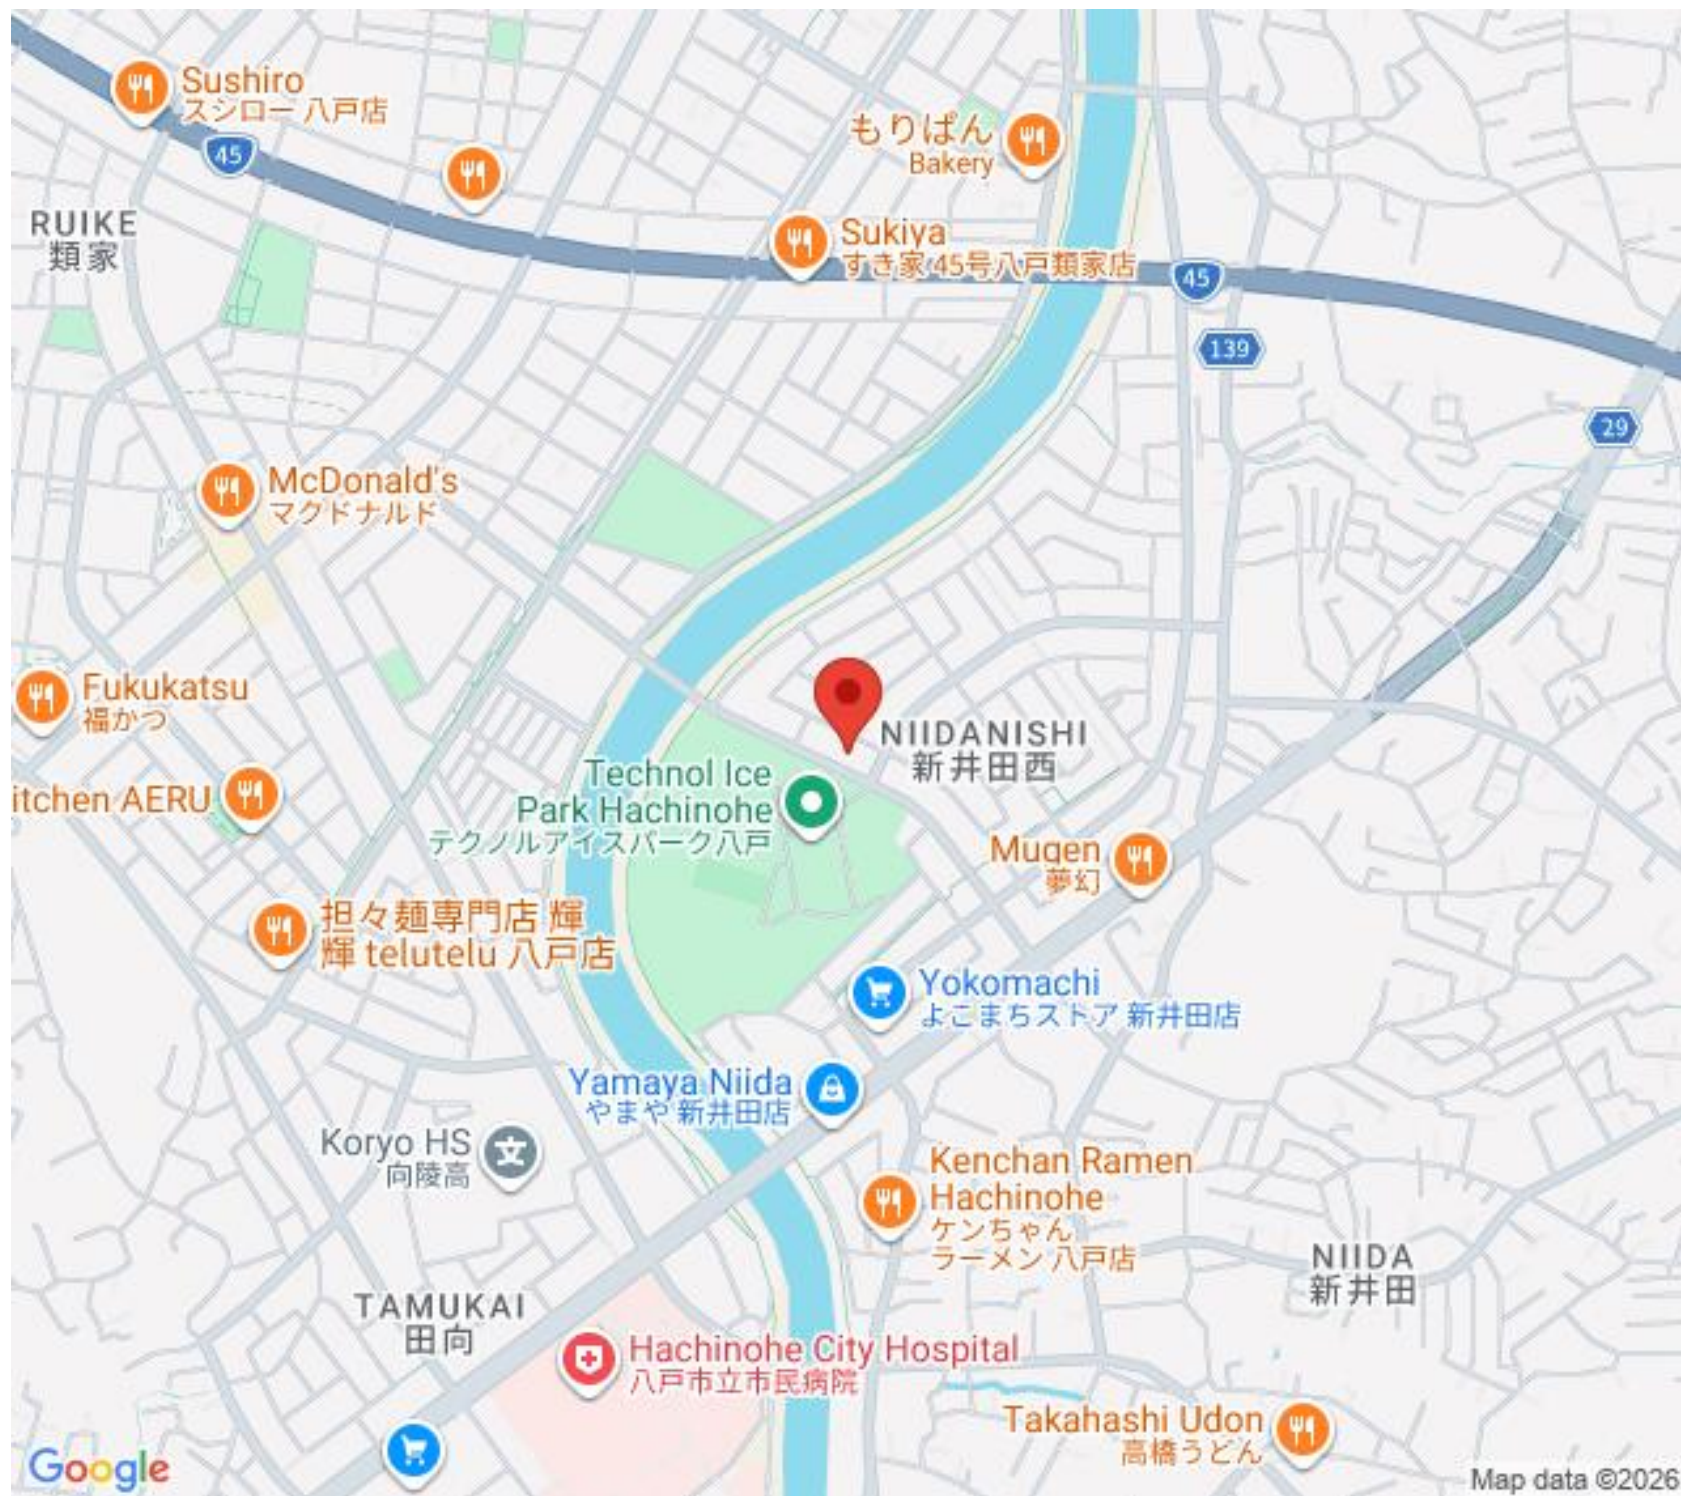 Sushiro
スシロー 八戸店
45
もりぱん
Bakery
RUIKE
類家
Sukiya
すき家 45号八戸類家店
45
139
29
McDonald's
マクドナルド
Fukukatsu
福かつ
NIIDANISHI
新井田西
Technol Ice
Park Hachinohe
テクノルアイスパーク八戸
itchen AERU
Mugen
夢幻
担々麺専門店 輝
輝 telutelu 八戸店
Yokomachi
よこまちストア 新井田店
Yamaya Niida
やまや 新井田店
Koryo HS
向陵高
文
Kenchan Ramen
Hachinohe
ケンちゃん
ラーメン 八戸店
NIIDA
新井田
TAMUKAI
田向
Hachinohe City Hospital
八戸市立市民病院
Takahashi Udon
高橋うどん
Google
Map data ©2026